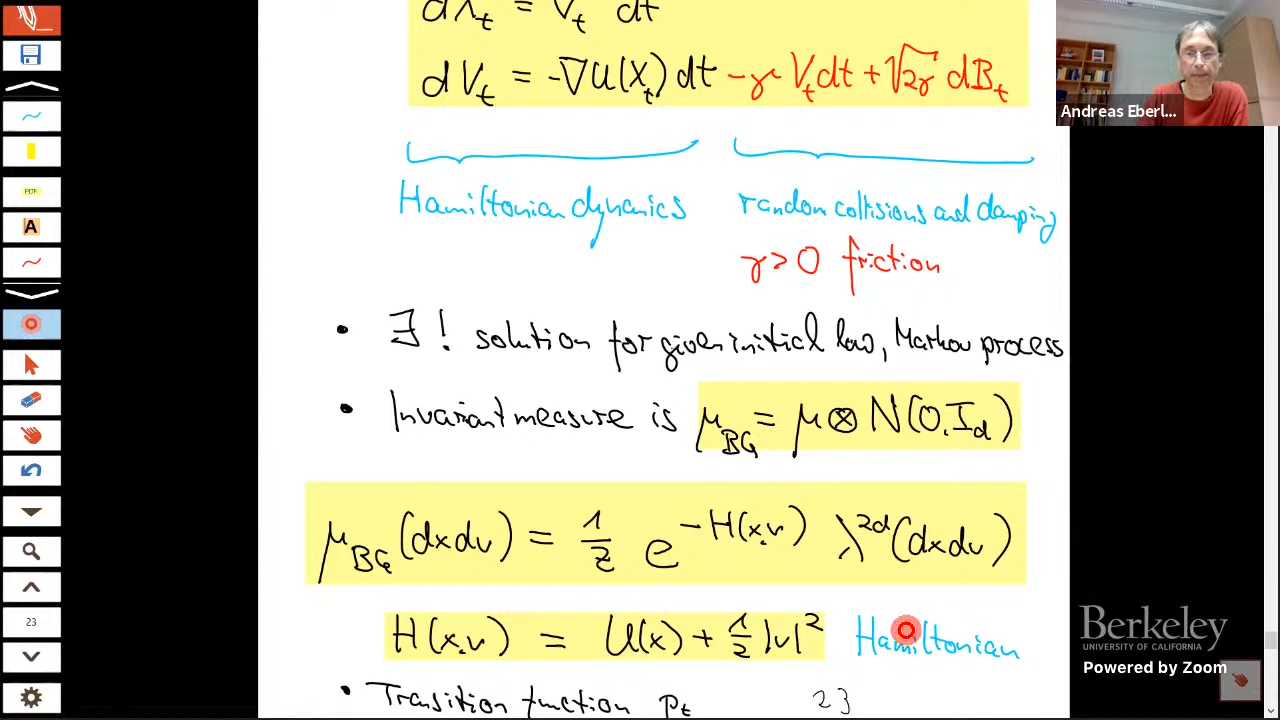 dX_t = V_t dt
dV_t = -∇U(X_t) dt - γ V_t dt + √2γ dB_t
Andreas Eberl...
Hamiltonian dynamics
random collisions and damping
γ > 0 friction
• ∃! solution for given initial law, Markov process
• Invariant measure is μ_BG = μ ⊗ N(0, I_d)
μ_BG (dx dv) = 1/Z e^{-H(x,v)} λ^{2d} (dx dv)
H(x,v) = U(x) + 1/2 |v|^2 Hamiltonian
• Transition function p_t
23
PDF
A
23
Berkeley
UNIVERSITY OF CALIFORNIA
Powered by Zoom